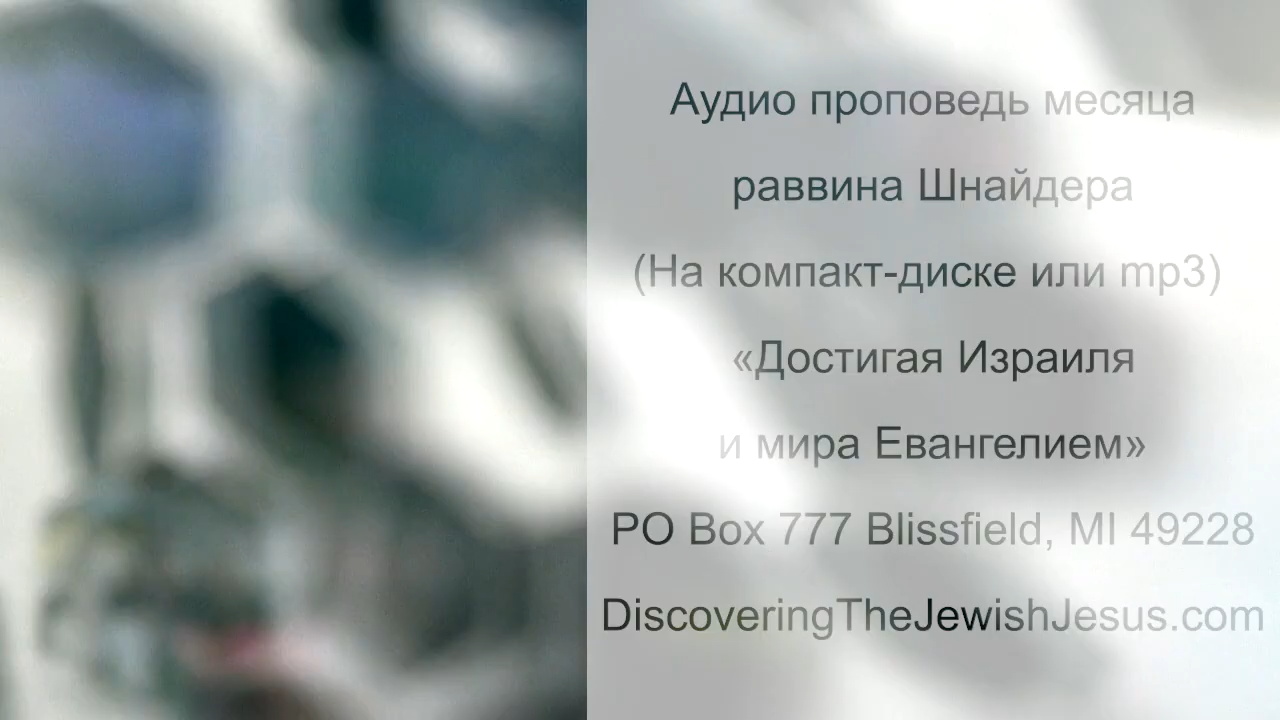 Аудио проповедь месяца
раввина Шнайдера
(На компакт-диске или mp3)
«Достигая Израиля
и мира Евангелием»
PO Box 777 Blissfield, MI 49228
DiscoveringTheJewishJesus.com